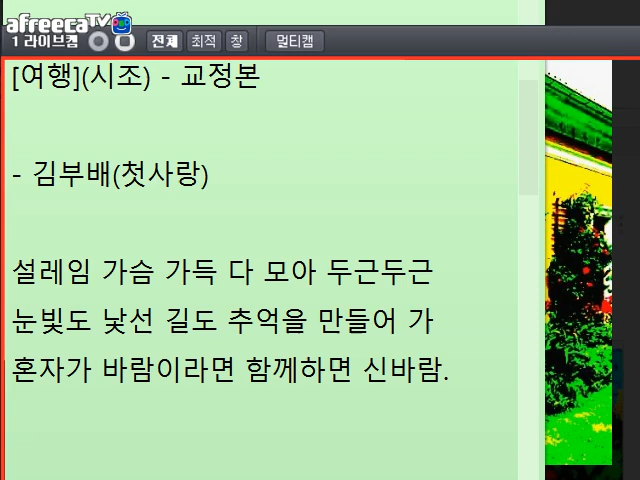 afreecaTV
1 라이브캠 전체 최적 창 멀티캠
[여행](시조) - 교정본
- 김부배(첫사랑)
설레임 가슴 가득 다 모아 두근두근
눈빛도 낯선 길도 추억을 만들어 가
혼자가 바람이라면 함께하면 신바람.